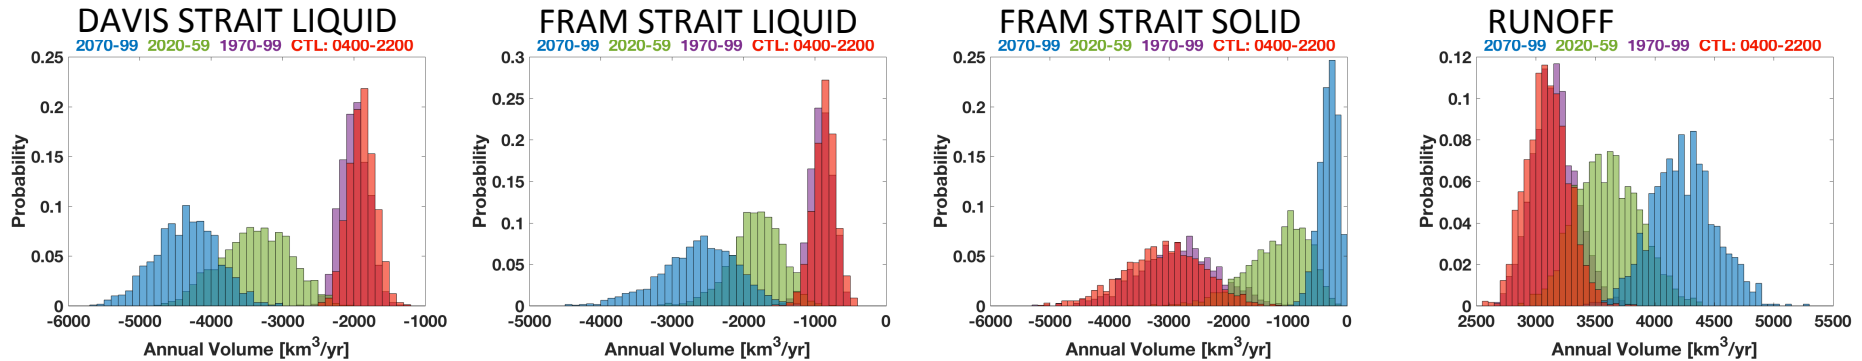 DAVIS STRAIT LIQUID
2070-99 2020-59 1970-99 CTL: 0400-2200
0.25
0.2
0.15
0.1
0.05
0
Probability
-6000 -5000 -4000 -3000 -2000 -1000
Annual Volume [km³/yr]
FRAM STRAIT LIQUID
2070-99 2020-59 1970-99 CTL: 0400-2200
0.3
0.25
0.2
0.15
0.1
0.05
0
Probability
-5000 -4000 -3000 -2000 -1000 0
Annual Volume [km³/yr]
FRAM STRAIT SOLID
2070-99 2020-59 1970-99 CTL: 0400-2200
0.25
0.2
0.15
0.1
0.05
0
Probability
-6000 -5000 -4000 -3000 -2000 -1000 0
Annual Volume [km³/yr]
RUNOFF
2070-99 2020-59 1970-99 CTL: 0400-2200
0.12
0.1
0.08
0.06
0.04
0.02
0
Probability
2500 3000 3500 4000 4500 5000 5500
Annual Volume [km³/yr]